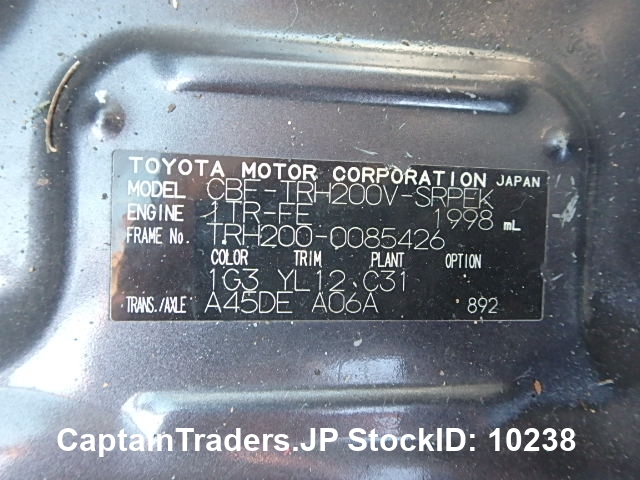 TOYOTA MOTOR CORPORATION JAPAN
MODEL CBF-TRH200V-SRPEK
ENGINE 1TR-FE 1998 mL
FRAME No. TRH200-0085426
COLOR TRIM PLANT OPTION
1G3 YL12 C31
TRANS./AXLE A45DE A06A 892
CaptainTraders.JP StockID: 10238